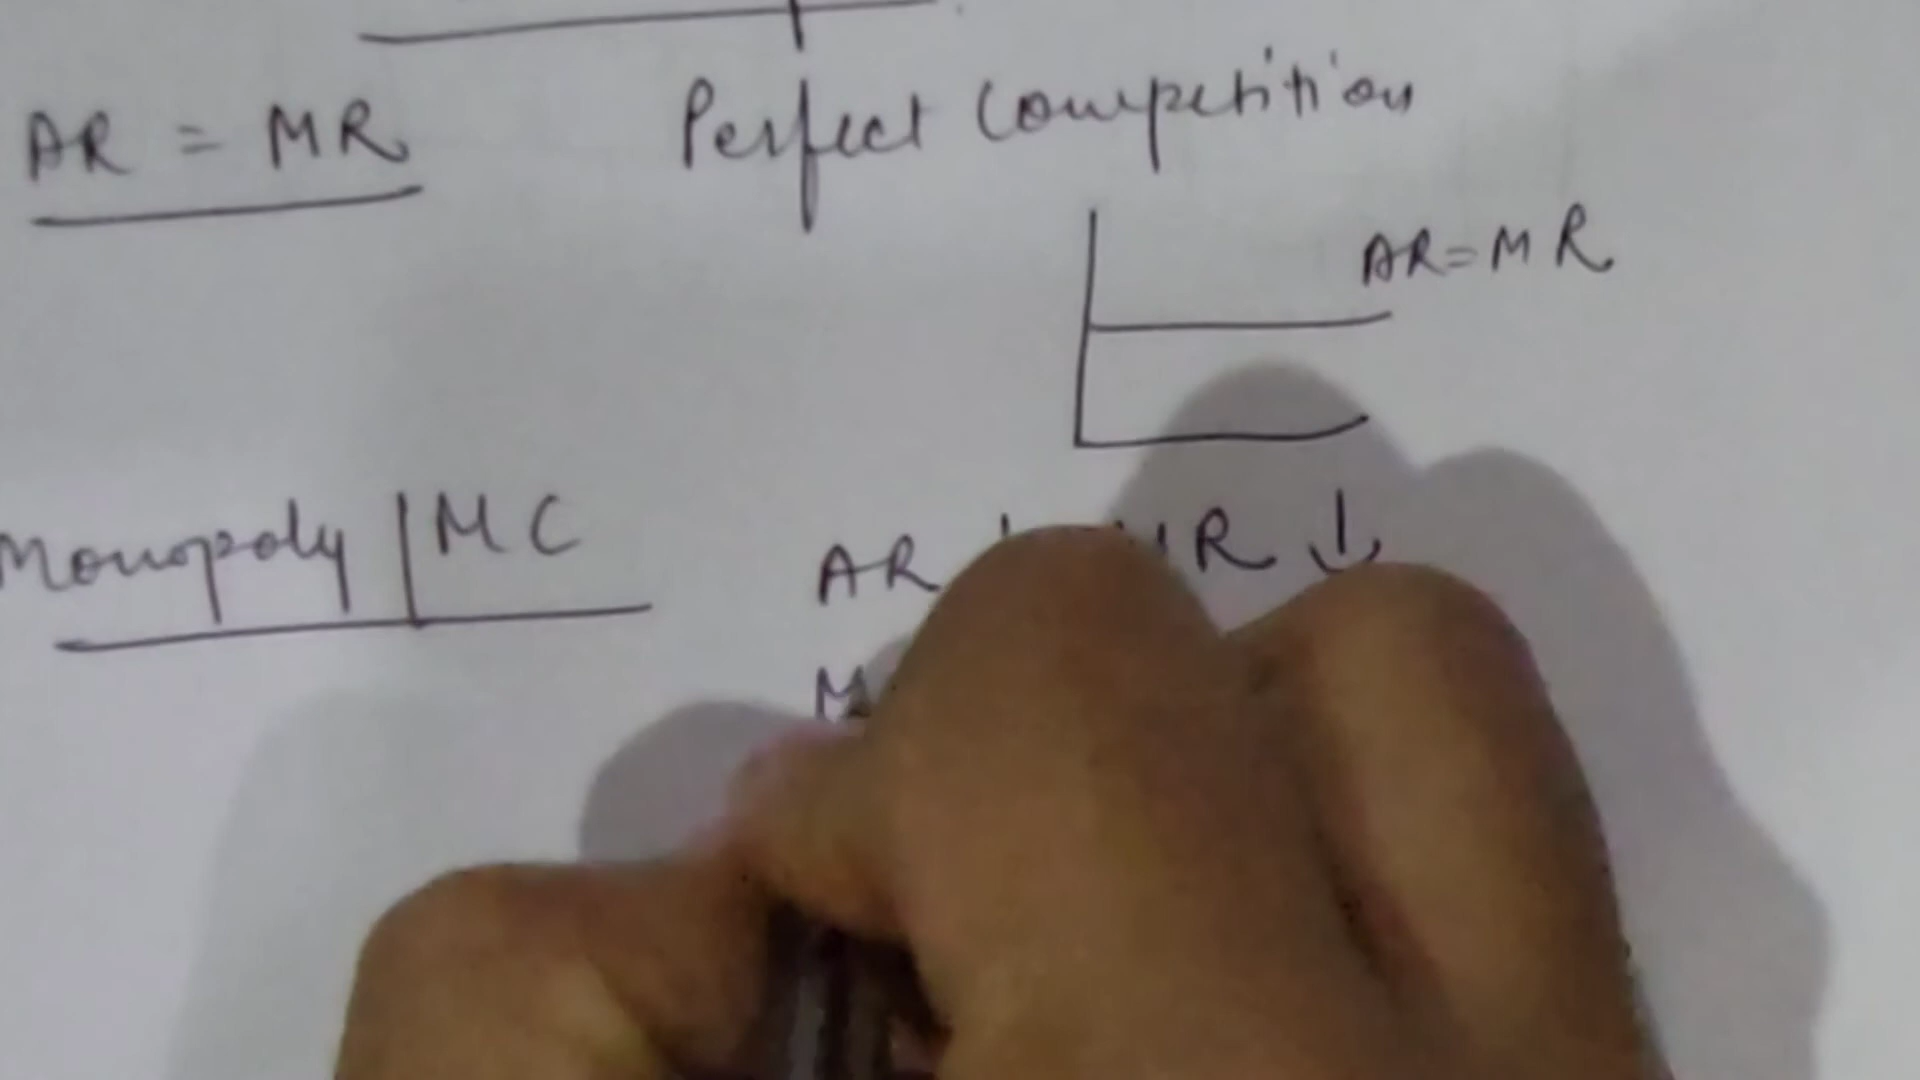 AR = MR Perfect Competition
AR=MR
Monopoly | MC AR R ↓